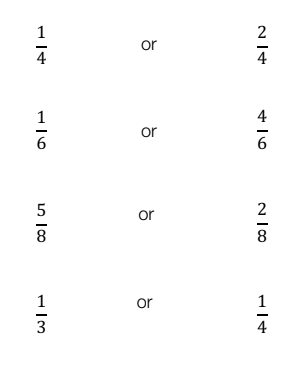 1/4 or 2/4
1/6 or 4/6
5/8 or 2/8
1/3 or 1/4